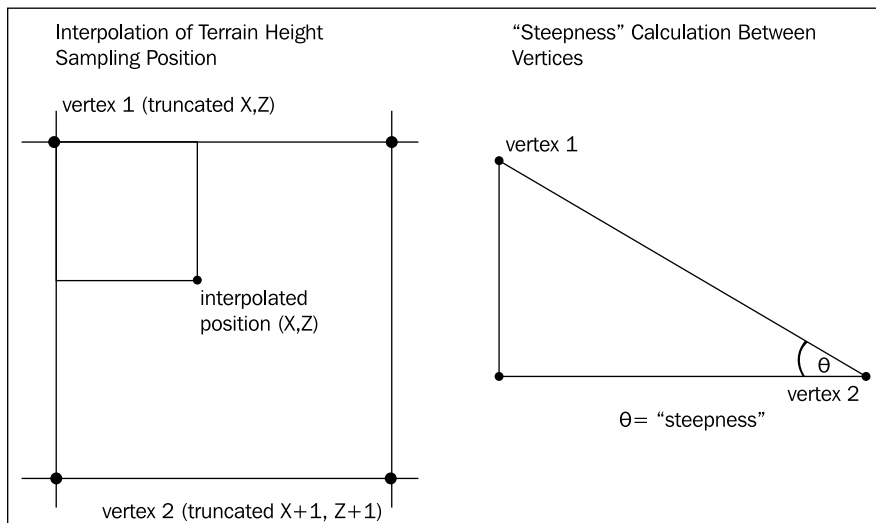 Interpolation of Terrain Height
Sampling Position
vertex 1 (truncated X,Z)
interpolated
position (X,Z)
vertex 2 (truncated X+1, Z+1)
“Steepness” Calculation Between
Vertices
vertex 1
θ
vertex 2
θ= “steepness”